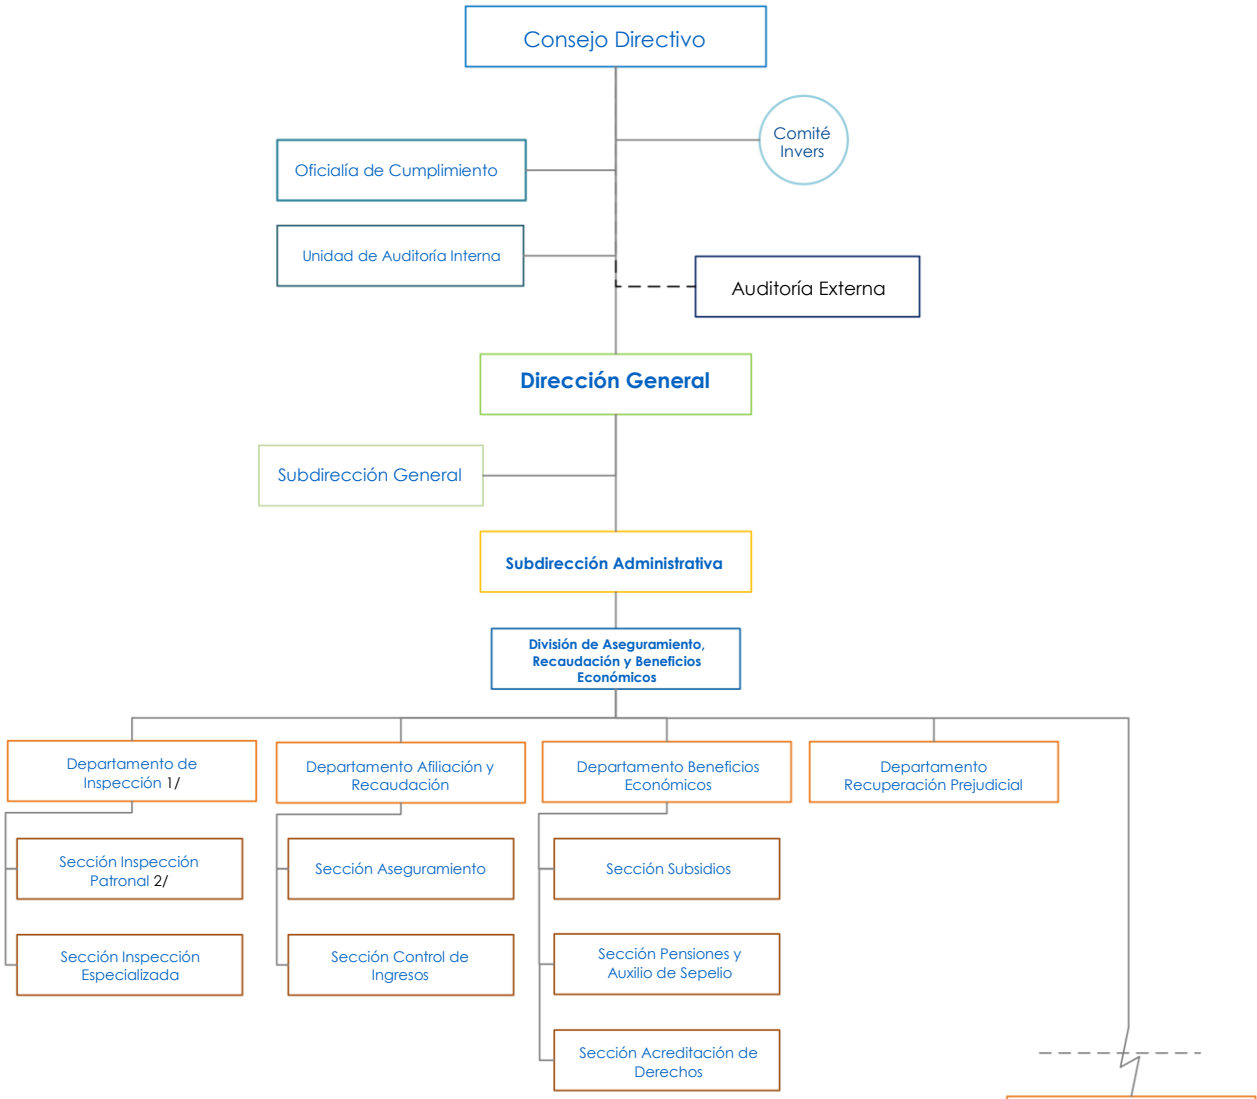 Consejo Directivo
Comité
Invers
Oficialía de Cumplimiento
Unidad de Auditoría Interna
Auditoría Externa
Dirección General
Subdirección General
Subdirección Administrativa
División de Aseguramiento,
Recaudación y Beneficios
Económicos
Departamento de
Inspección 1/
Departamento Afiliación y
Recaudación
Departamento Beneficios
Económicos
Departamento
Recuperación Prejudicial
Sección Inspección
Patronal 2/
Sección Aseguramiento
Sección Subsidios
Sección Inspección
Especializada
Sección Control de
Ingresos
Sección Pensiones y
Auxilio de Sepelio
Sección Acreditación de
Derechos